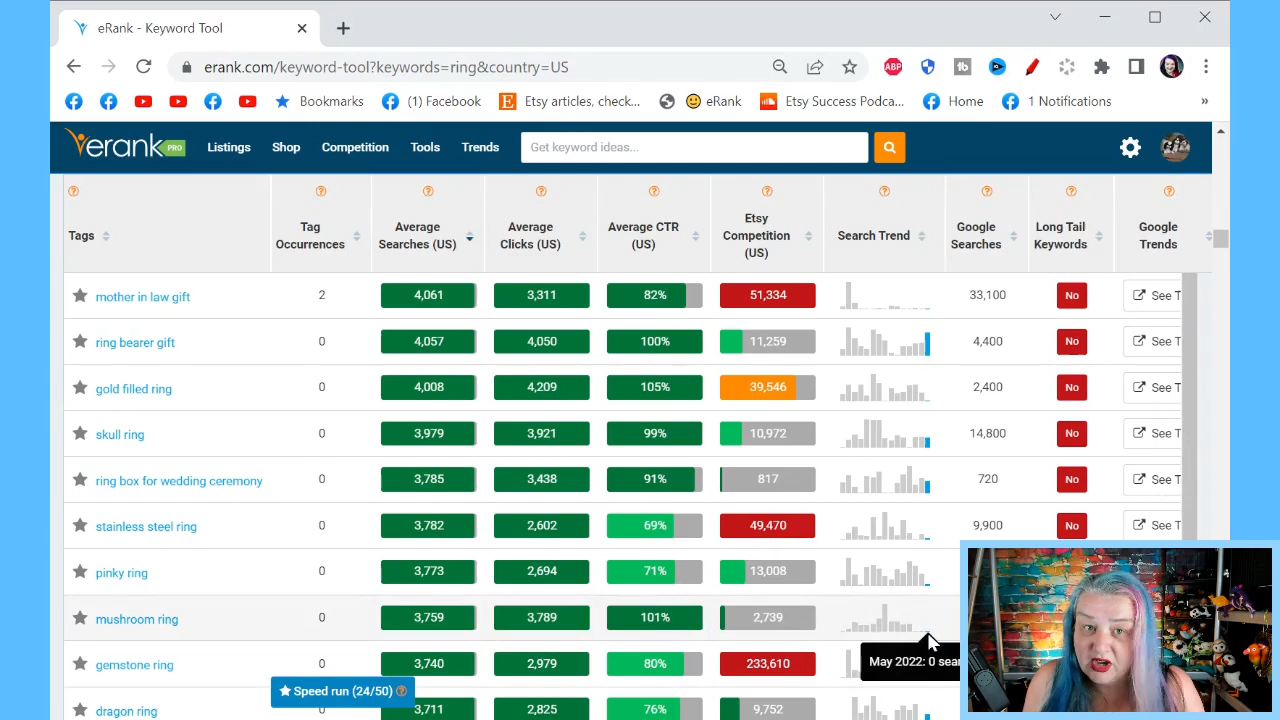 eRank - Keyword Tool
erank.com/keyword-tool?keywords=ring&country=US
ABP
tb
Bookmarks
(1) Facebook
E
Etsy articles, check...
eRank
Etsy Success Podca...
Home
1 Notifications
»
erank PRO
Listings
Shop
Competition
Tools
Trends
Get keyword ideas...
Tags
Tag Occurrences
Average Searches (US)
Average Clicks (US)
Average CTR (US)
Etsy Competition (US)
Search Trend
Google Searches
Long Tail Keywords
Google Trends
mother in law gift 2 4,061 3,311 82% 51,334 33,100 No See T
ring bearer gift 0 4,057 4,050 100% 11,259 4,400 No See T
gold filled ring 0 4,008 4,209 105% 39,546 2,400 No See T
skull ring 0 3,979 3,921 99% 10,972 14,800 No See T
ring box for wedding ceremony 0 3,785 3,438 91% 817 720 No See T
stainless steel ring 0 3,782 2,602 69% 49,470 9,900 No See T
pinky ring 0 3,773 2,694 71% 13,008
mushroom ring 0 3,759 3,789 101% 2,739
gemstone ring 0 3,740 2,979 80% 233,610
May 2022: 0 sear
Speed run (24/50)
dragon ring 0 3,711 2,825 76% 9,752